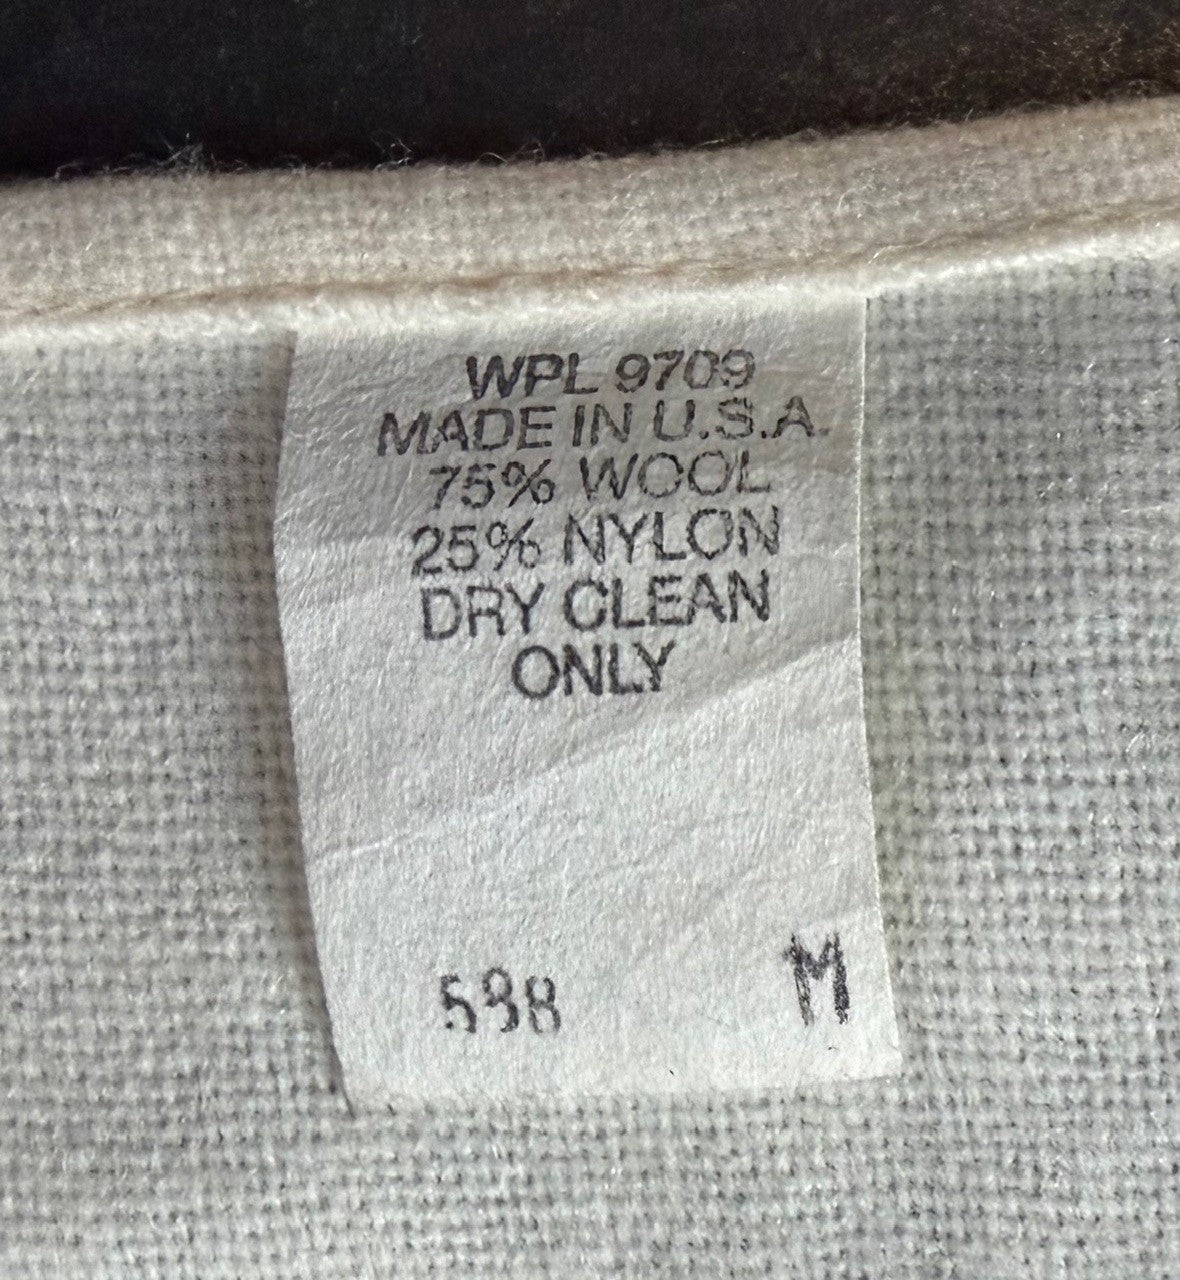 WPL 9709
MADE IN U.S.A.
75% WOOL
25% NYLON
DRY CLEAN
ONLY
538 M